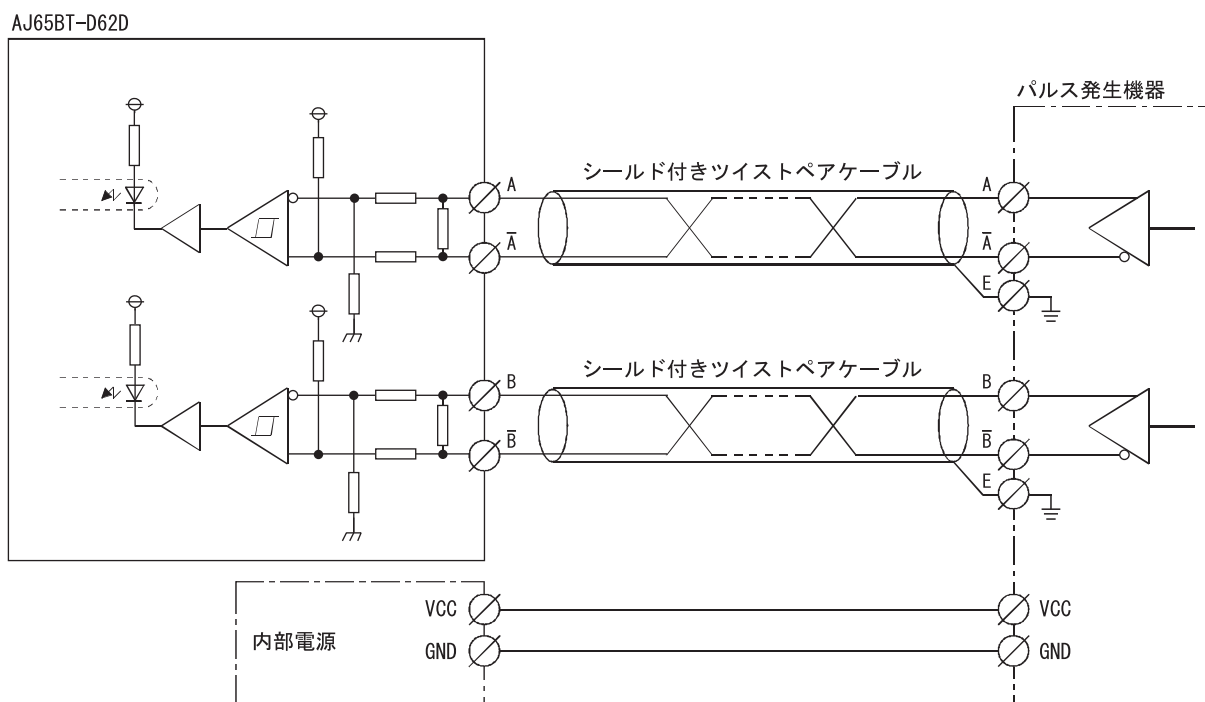 AJ65BT-D62D
パルス発生機器
シールド付きツイストペアケーブル
A
A
A̅
A̅
E
シールド付きツイストペアケーブル
B
B
B̅
B̅
E
VCC
VCC
内部電源
GND
GND